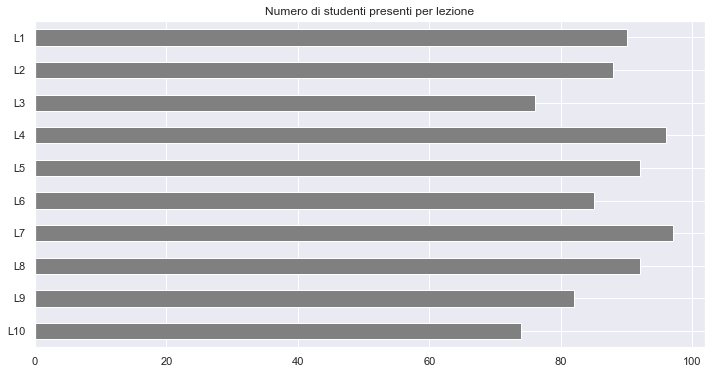 Numero di studenti presenti per lezione
L1
L2
L3
L4
L5
L6
L7
L8
L9
L10
0 20 40 60 80 100